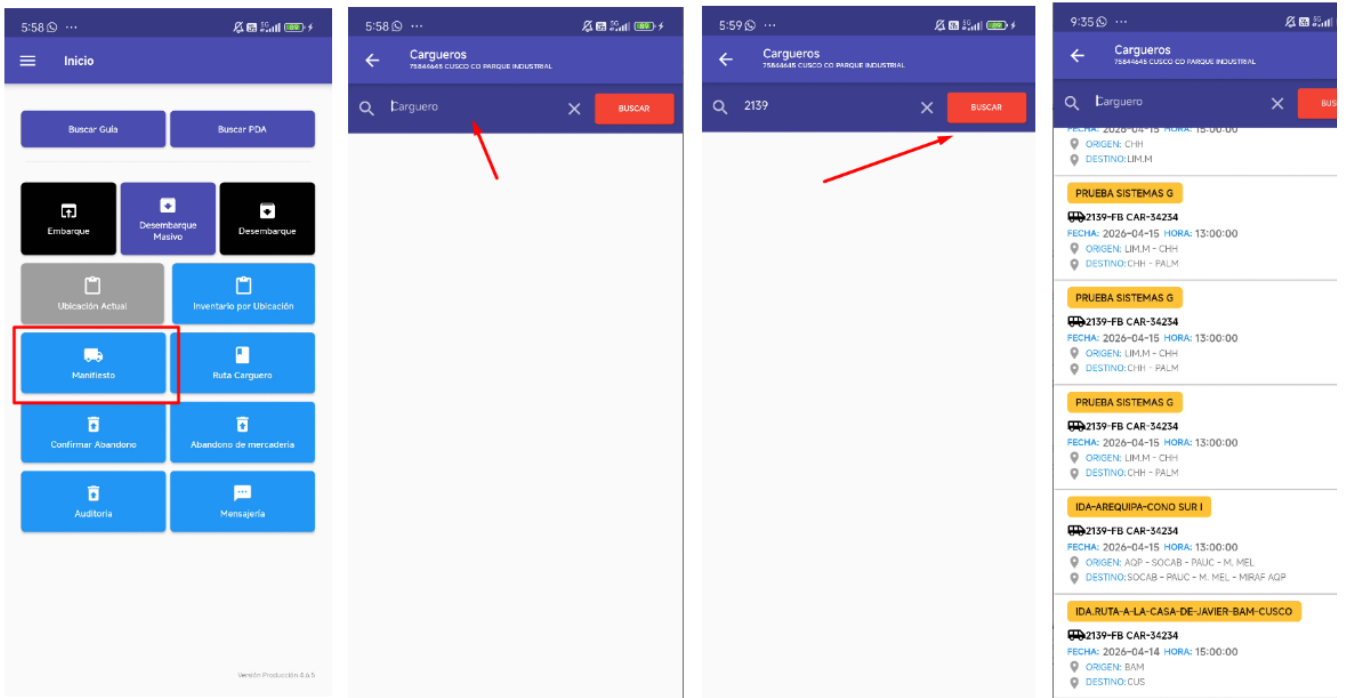 5:58 ...
5G
100
Inicio
Buscar Guía
Buscar PDA
Embarque
Desembarque
Masivo
Desembarque
Ubicación Actual
Inventario por Ubicación
Manifiesto
Ruta Carguero
Confirmar Abandono
Abandono de mercadería
Auditoria
Mensajería
Versión Producción 8.6.5
5:58 ...
5G
100
Cargueros
75844645 CUSCO CO PARQUE INDUSTRIAL
Carguero
BUSCAR
5:59 ...
5G
100
Cargueros
75844645 CUSCO CO PARQUE INDUSTRIAL
2139
BUSCAR
9:35 ...
5G
Cargueros
75844645 CUSCO CO PARQUE INDUSTRIAL
Carguero
BUS
FECHA: 2026-04-15 HORA: 15:00:00
ORIGEN: CHH
DESTINO:LIM.M
PRUEBA SISTEMAS G
2139-FB CAR-34234
FECHA: 2026-04-15 HORA: 13:00:00
ORIGEN: LIM.M - CHH
DESTINO:CHH - PALM
PRUEBA SISTEMAS G
2139-FB CAR-34234
FECHA: 2026-04-15 HORA: 13:00:00
ORIGEN: LIM.M - CHH
DESTINO:CHH - PALM
PRUEBA SISTEMAS G
2139-FB CAR-34234
FECHA: 2026-04-15 HORA: 13:00:00
ORIGEN: LIM.M - CHH
DESTINO:CHH - PALM
IDA-AREQUIPA-CONO SUR I
2139-FB CAR-34234
FECHA: 2026-04-15 HORA: 13:00:00
ORIGEN: AQP - SOCAB - PAUC - M. MEL
DESTINO:SOCAB - PAUC - M. MEL - MIRAF AQP
IDA.RUTA-A-LA-CASA-DE-JAVIER-BAM-CUSCO
2139-FB CAR-34234
FECHA: 2026-04-14 HORA: 15:00:00
ORIGEN: BAM
DESTINO:CUS